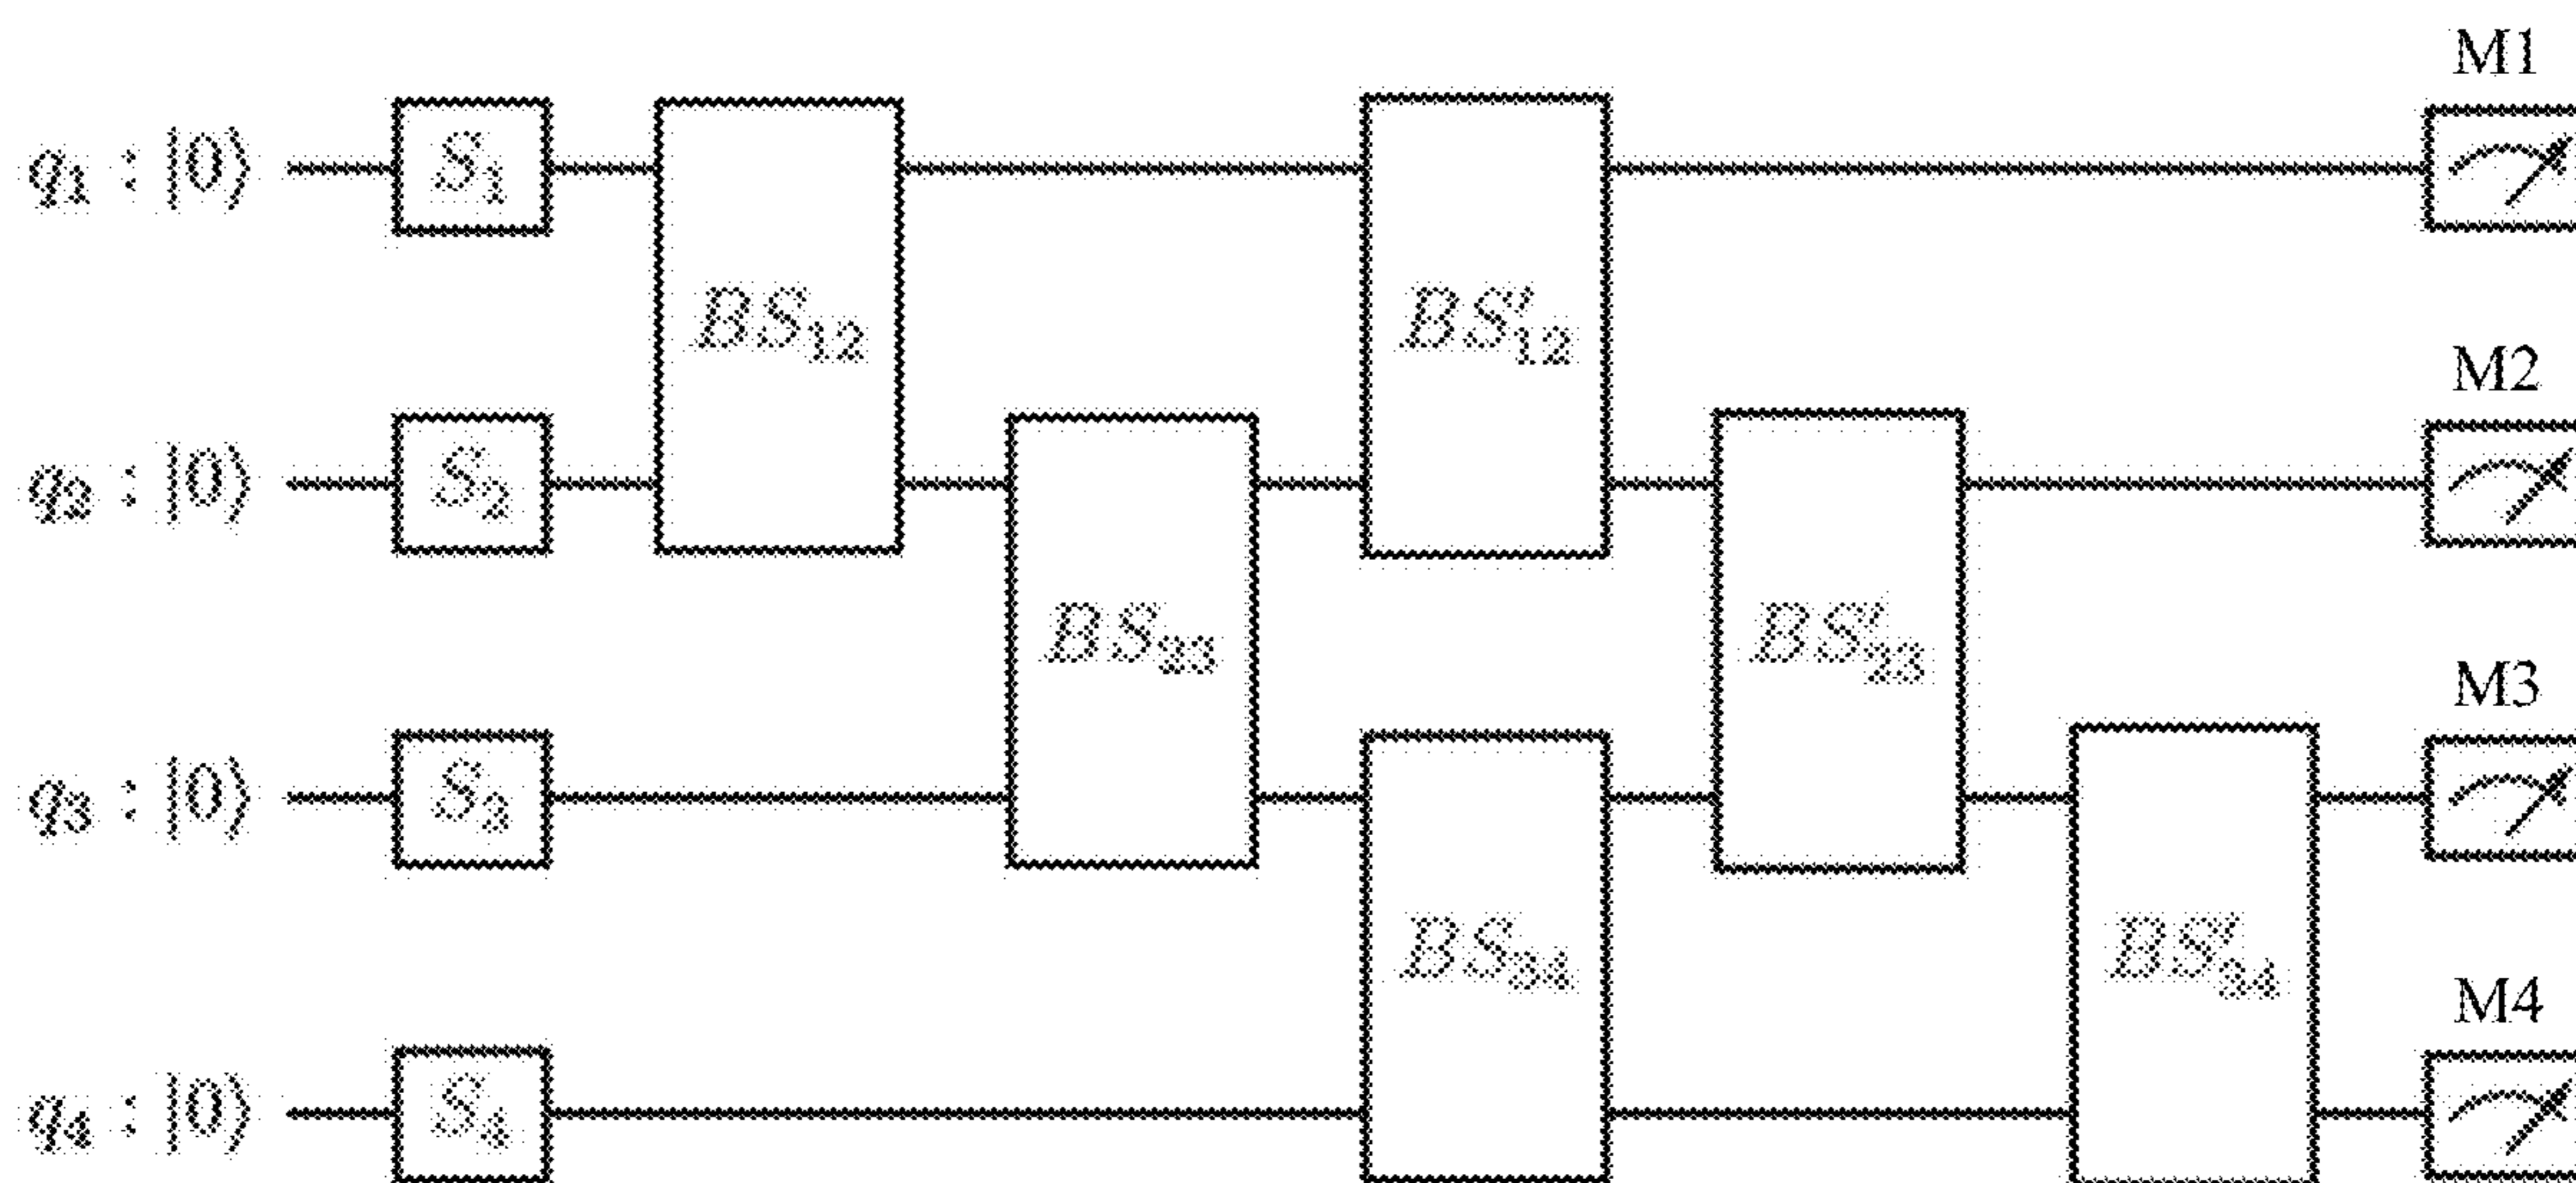 M1
q₁ : |0⟩ S₁
BS₁₂ BS′₁₂
M2
q₂ : |0⟩ S₂
BS₂₃ BS′₂₃
M3
q₃ : |0⟩ S₃
BS₃₄ BS′₃₄
M4
q₄ : |0⟩ S₄